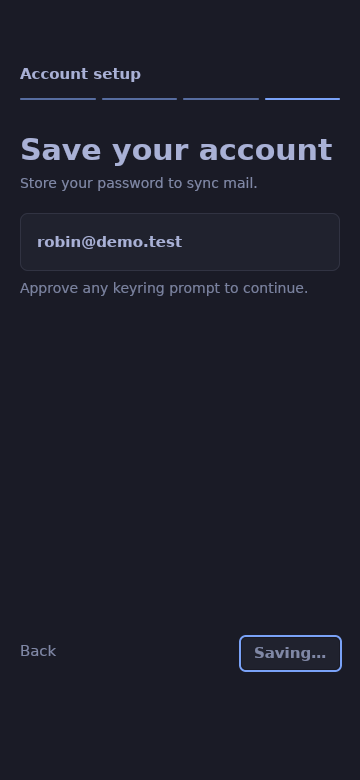 Account setup
Save your account
Store your password to sync mail.
robin@demo.test
Approve any keyring prompt to continue.
Back
Saving…